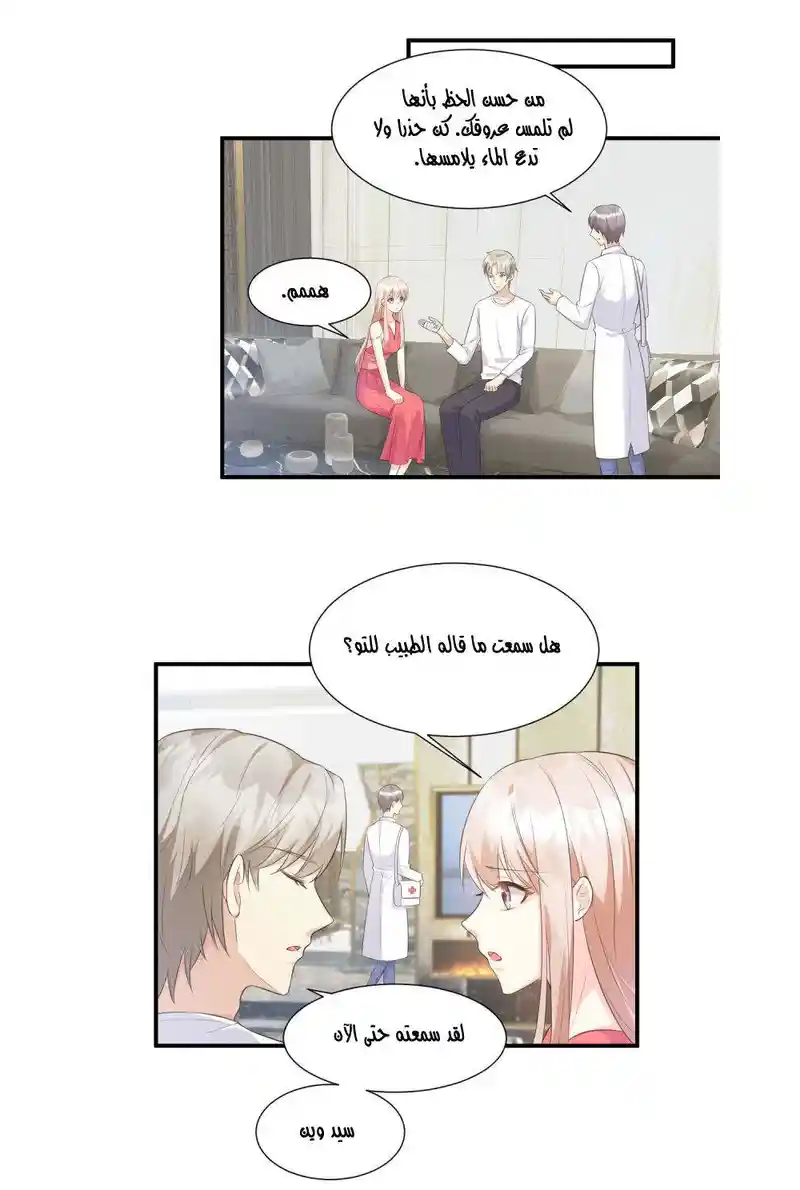 من حسن الحظ بأنها
لم تلمس عروقك. كن حذرا ولا
تدع الماء يلامسها.
هممم.
هل سمعت ما قاله الطبيب للتو؟
لقد سمعته حتى الآن
سيد وين